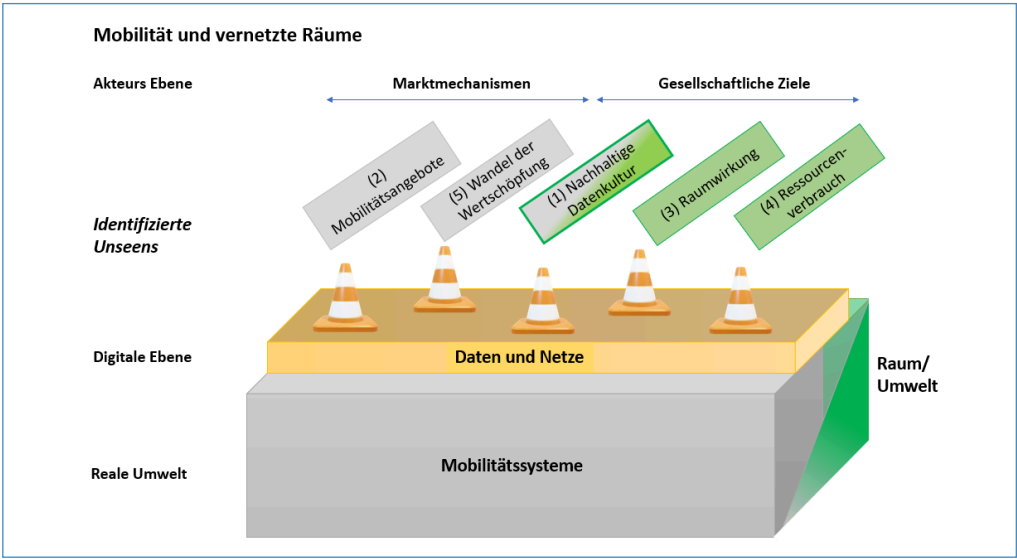 Mobilität und vernetzte Räume
Akteurs Ebene
Marktmechanismen
Gesellschaftliche Ziele
(2)
Mobilitätsangebote
(5) Wandel der
Wertschöpfung
(1) Nachhaltige
Datenkultur
(3) Raumwirkung
(4) Ressourcen-
verbrauch
Identifizierte
Unseens
Digitale Ebene
Daten und Netze
Raum/
Umwelt
Reale Umwelt
Mobilitätssysteme